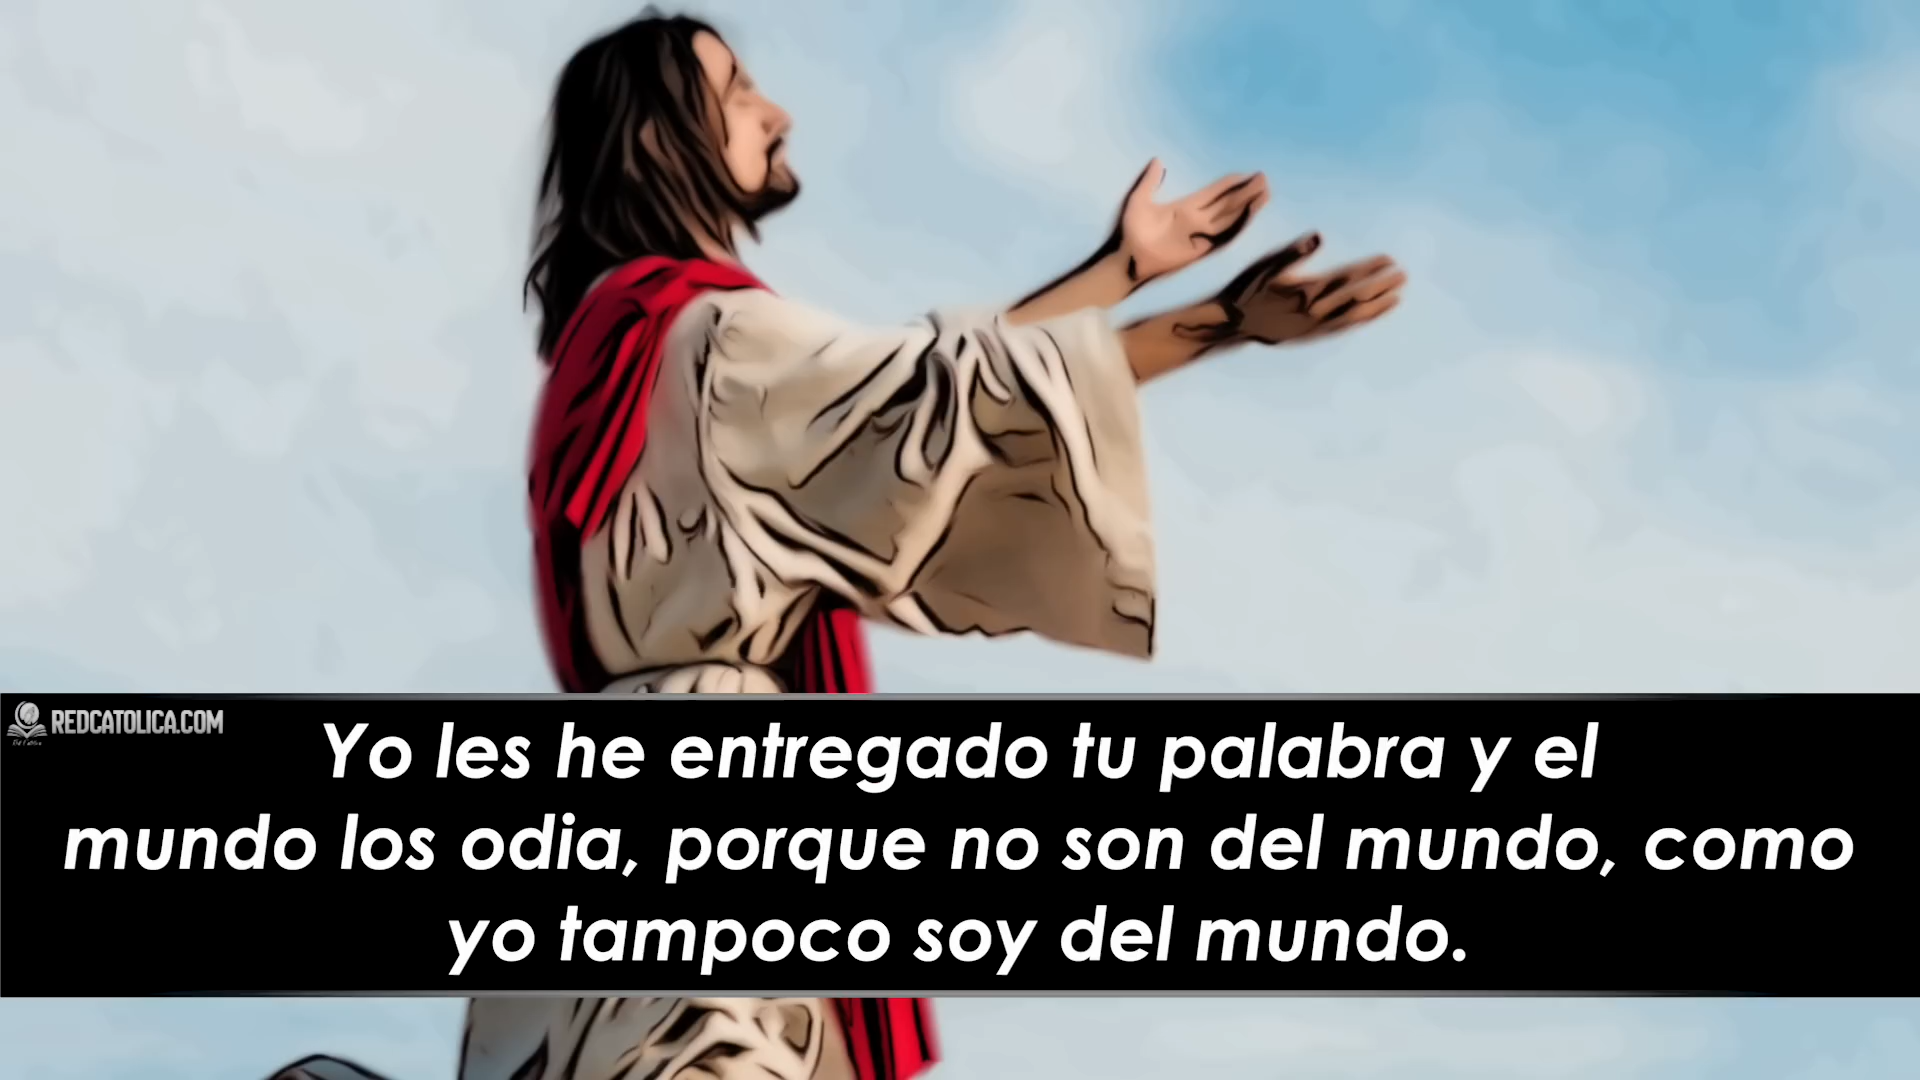 REDCATOLICA.COM
Yo les he entregado tu palabra y el
mundo los odia, porque no son del mundo, como
yo tampoco soy del mundo.